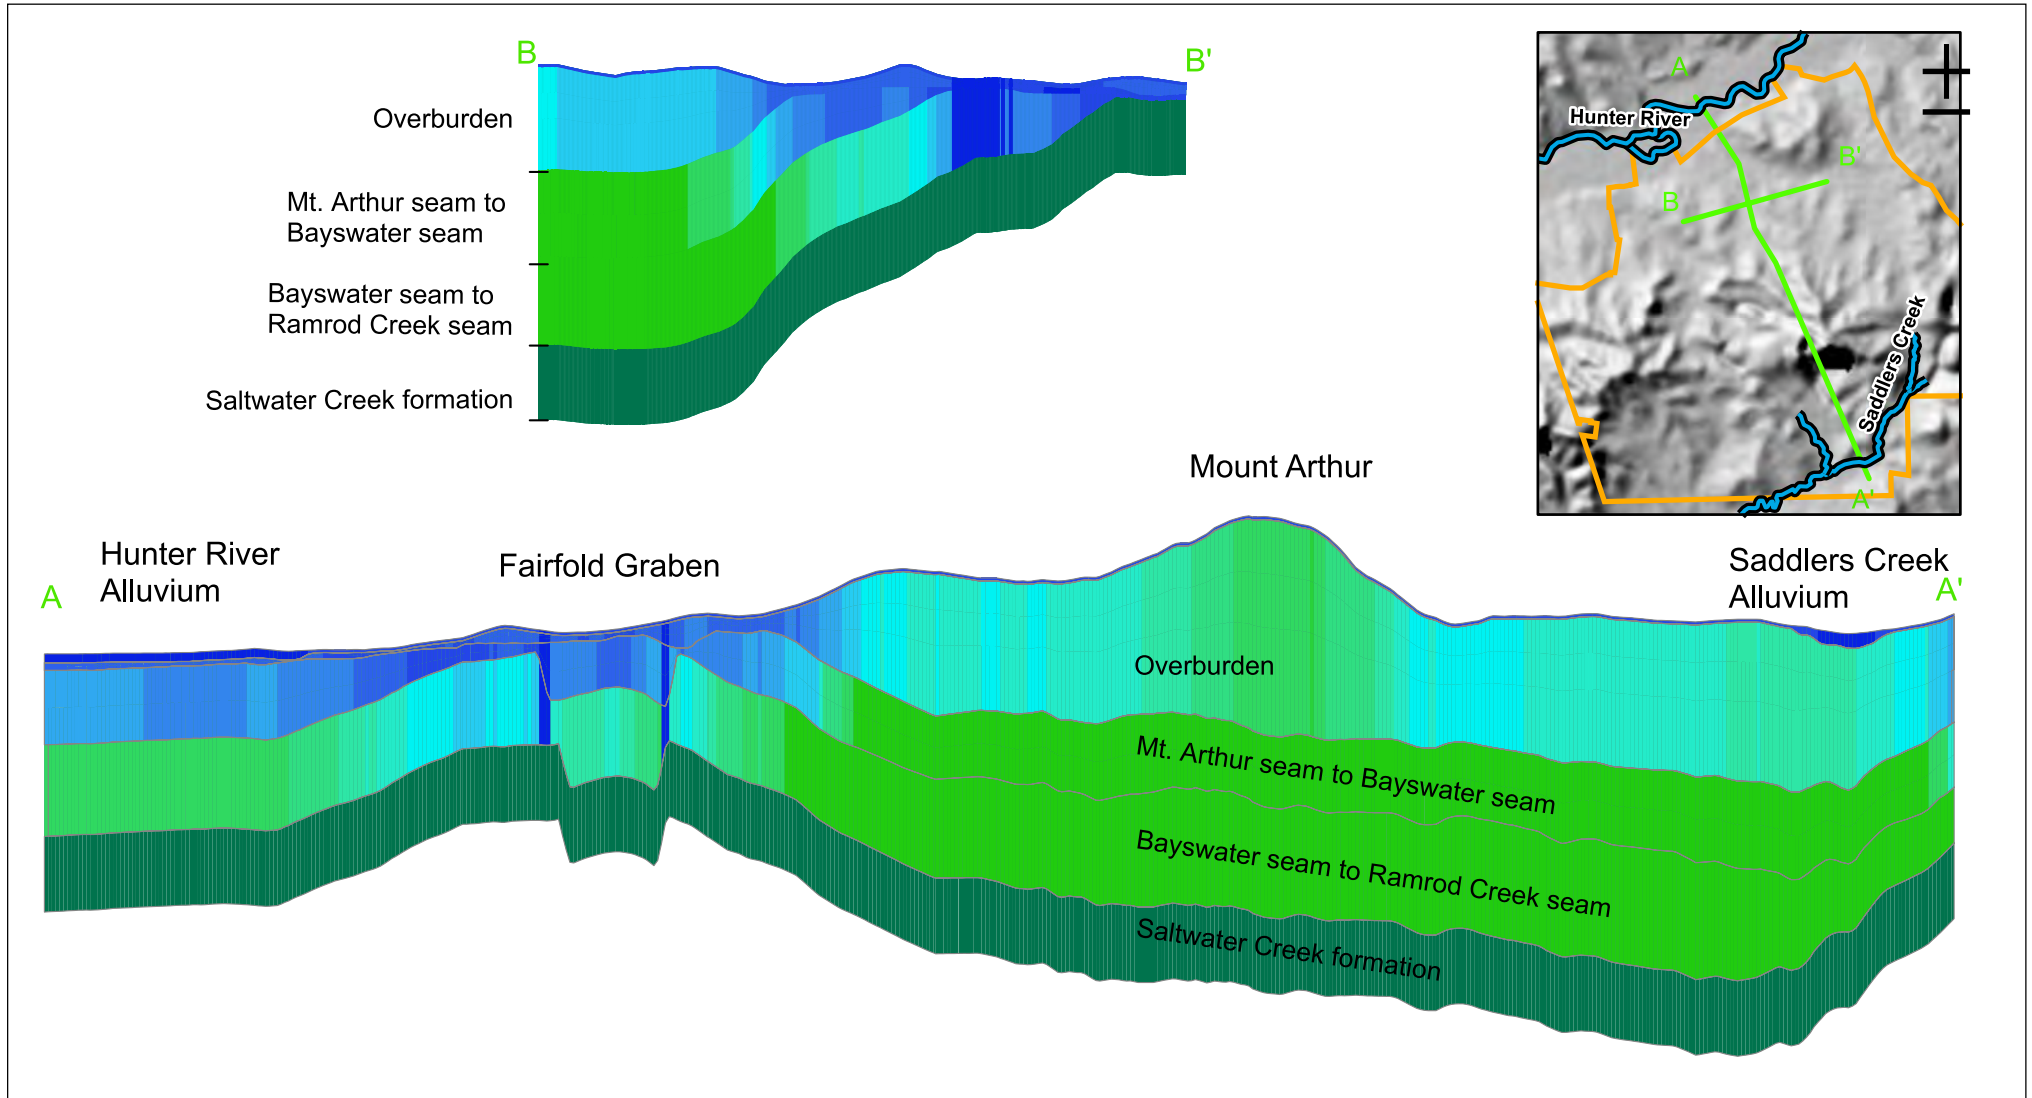 B
B'
Overburden
Mt. Arthur seam to
Bayswater seam
Bayswater seam to
Ramrod Creek seam
Saltwater Creek formation
A
Hunter River
B'
B
Saddlers Creek
A'
Mount Arthur
Hunter River
Alluvium
Fairfold Graben
Saddlers Creek
Alluvium
A
A'
Overburden
Mt. Arthur seam to Bayswater seam
Bayswater seam to Ramrod Creek seam
Saltwater Creek formation